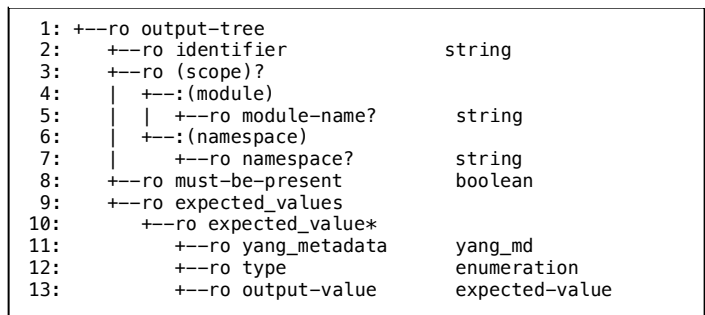 1: +--ro output-tree
2:    +--ro identifier               string
3:    +--ro (scope)?
4:    |  +--:(module)
5:    |  |  +--ro module-name?      string
6:    |  +--:(namespace)
7:    |     +--ro namespace?        string
8:    +--ro must-be-present         boolean
9:    +--ro expected_values
10:       +--ro expected_value*
11:          +--ro yang_metadata    yang_md
12:          +--ro type             enumeration
13:          +--ro output-value     expected-value